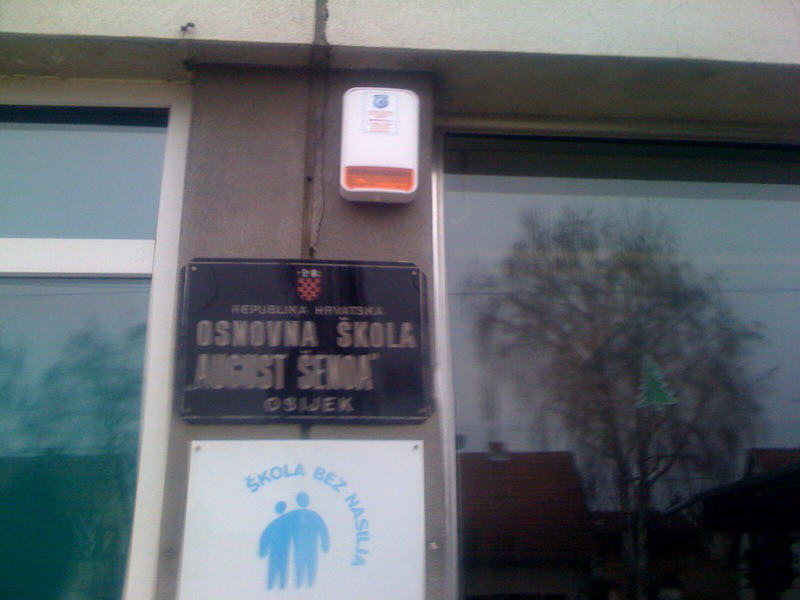 REPUBLIKA HRVATSKA
OSNOVNA ŠKOLA
„AUGUST ŠENOA"
OSIJEK
ŠKOLA BEZ NASILJA